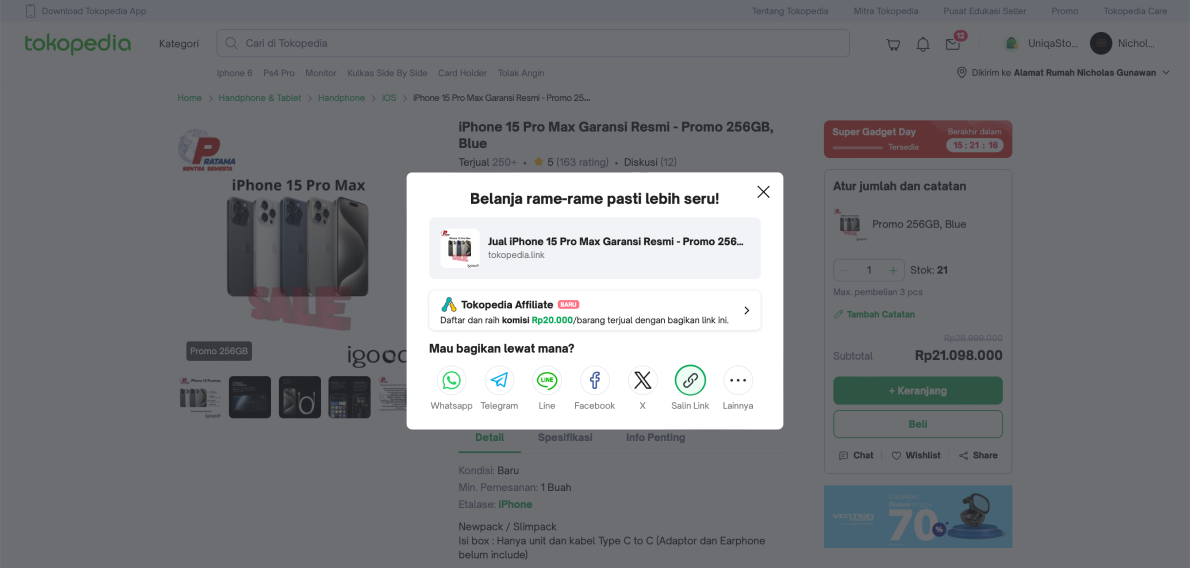 Download Tokopedia App
Tentang Tokopedia
Mitra Tokopedia
Pusat Edukasi Seller
Promo
Tokopedia Care
tokopedia
Kategori
Cari di Tokopedia
12
UniqaSto...
Nichol...
Iphone 6
Ps4 Pro
Monitor
Kulkas Side By Side
Card Holder
Tolak Angin
Dikirim ke Alamat Rumah Nicholas Gunawan
Home
Handphone & Tablet
Handphone
iOS
iPhone 15 Pro Max Garansi Resmi - Promo 25...
PRATAMA
SENTRA SEMESTA
iPhone 15 Pro Max
SALE
Promo 256GB
igood
iPhone 15 Pro Max Garansi Resmi - Promo 256GB,
Blue
Terjual 250+ • 5 (163 rating) • Diskusi (12)
Super Gadget Day
Berakhir dalam
Tersedia
15 : 21 : 16
Atur jumlah dan catatan
Promo 256GB, Blue
1
Stok: 21
Max. pembelian 3 pcs
Tambah Catatan
Rp28.999.000
Subtotal
Rp21.098.000
+ Keranjang
Beli
Chat
Wishlist
Share
70
%
Belanja rame-rame pasti lebih seru!
Jual iPhone 15 Pro Max Garansi Resmi - Promo 256...
tokopedia.link
Tokopedia Affiliate BARU
Daftar dan raih komisi Rp20.000/barang terjual dengan bagikan link ini.
Mau bagikan lewat mana?
LINE
Whatsapp
Telegram
Line
Facebook
X
Salin Link
Lainnya
Detail
Spesifikasi
Info Penting
Kondisi: Baru
Min. Pemesanan: 1 Buah
Etalase: iPhone
Newpack / Slimpack
Isi box : Hanya unit dan kabel Type C to C (Adaptor dan Earphone
belum include)